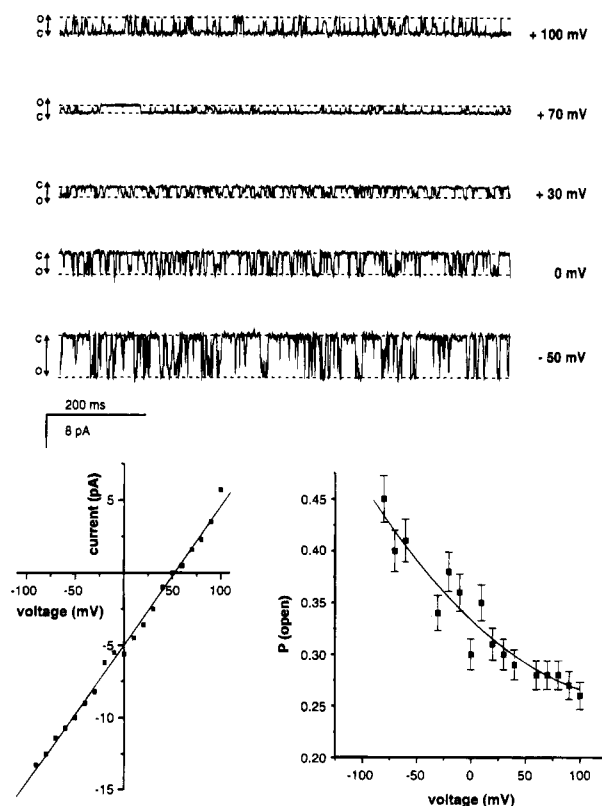 O
C
+ 100 mV
O
C
+ 70 mV
C
O
+ 30 mV
C
O
0 mV
C
O
- 50 mV
200 ms
8 pA
current (pA)
5
-50
50
100
voltage (mV)
-5
-10
-15
P (open)
0.45
0.40
0.35
0.30
0.25
0.20
-100
-50
0
50
100
voltage (mV)